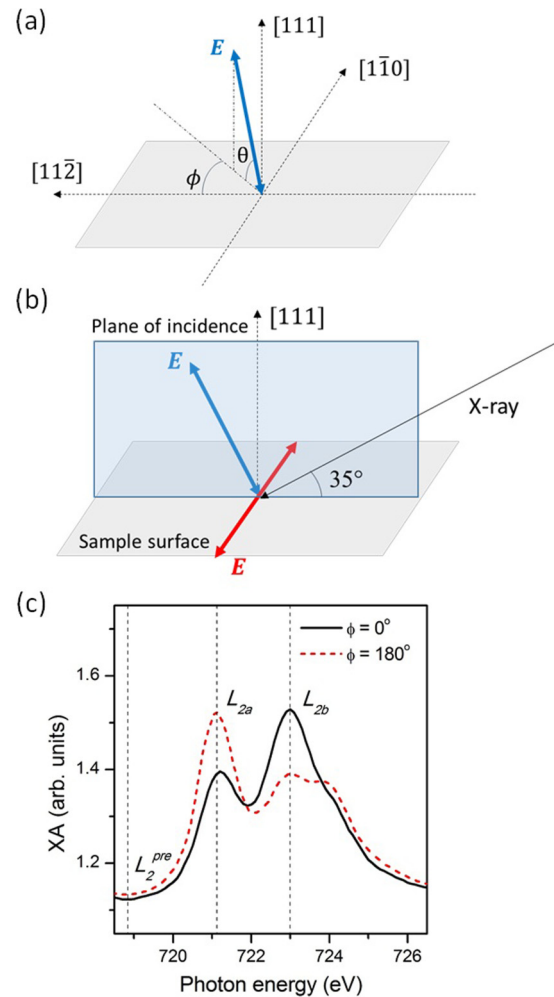 (a)
[111]
E
[11̄0]
θ
ϕ
[112̄]
(b)
[111]
Plane of incidence
E
X-ray
35°
Sample surface
E
(c)
ϕ = 0°
ϕ = 180°
1.6
L2a
L2b
XA (arb. units)
1.4
1.2
L2pre
720 722 724 726
Photon energy (eV)